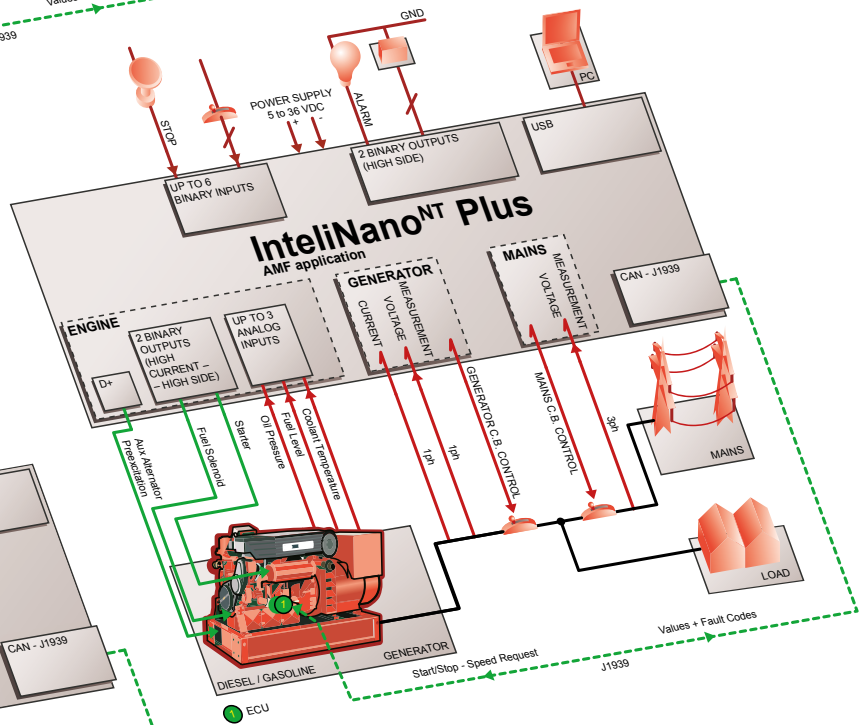 Values
J1939
GND
STOP
POWER SUPPLY
5 to 36 VDC
+ -
ALARM
PC
UP TO 6
BINARY INPUTS
2 BINARY OUTPUTS
(HIGH SIDE)
USB
InteliNano NT Plus
AMF application
ENGINE
D+
2 BINARY
OUTPUTS
(HIGH
CURRENT –
– HIGH SIDE)
UP TO 3
ANALOG
INPUTS
GENERATOR
CURRENT
VOLTAGE
MEASUREMENT
MAINS
VOLTAGE
MEASUREMENT
CAN - J1939
Aux Alternator
Preexcitation
Fuel Solenoid
Starter
Oil Pressure
Fuel Level
Coolant Temperature
1ph
1ph
GENERATOR C.B. CONTROL
MAINS C.B. CONTROL
3ph
MAINS
LOAD
1
DIESEL / GASOLINE
GENERATOR
Start/Stop - Speed Request
J1939
Values + Fault Codes
CAN - J1939
1 ECU